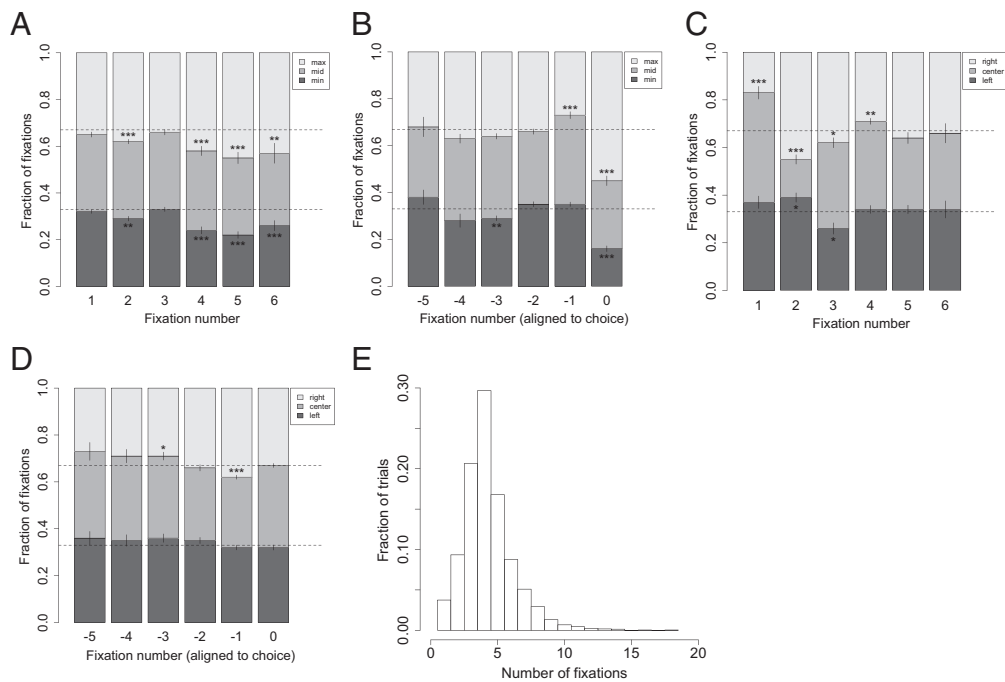 A
max
mid
min
Fraction of fixations
0.0 0.2 0.4 0.6 0.8 1.0
*** *** *** **
** *** *** ***
1 2 3 4 5 6
Fixation number
B
max
mid
min
Fraction of fixations
0.0 0.2 0.4 0.6 0.8 1.0
*** ***
** ***
-5 -4 -3 -2 -1 0
Fixation number (aligned to choice)
C
right
center
left
Fraction of fixations
0.0 0.2 0.4 0.6 0.8 1.0
*** *** * **
* *
1 2 3 4 5 6
Fixation number
D
right
center
left
Fraction of fixations
0.0 0.2 0.4 0.6 0.8 1.0
* ***
-5 -4 -3 -2 -1 0
Fixation number (aligned to choice)
E
Fraction of trials
0.00 0.10 0.20 0.30
0 5 10 15 20
Number of fixations